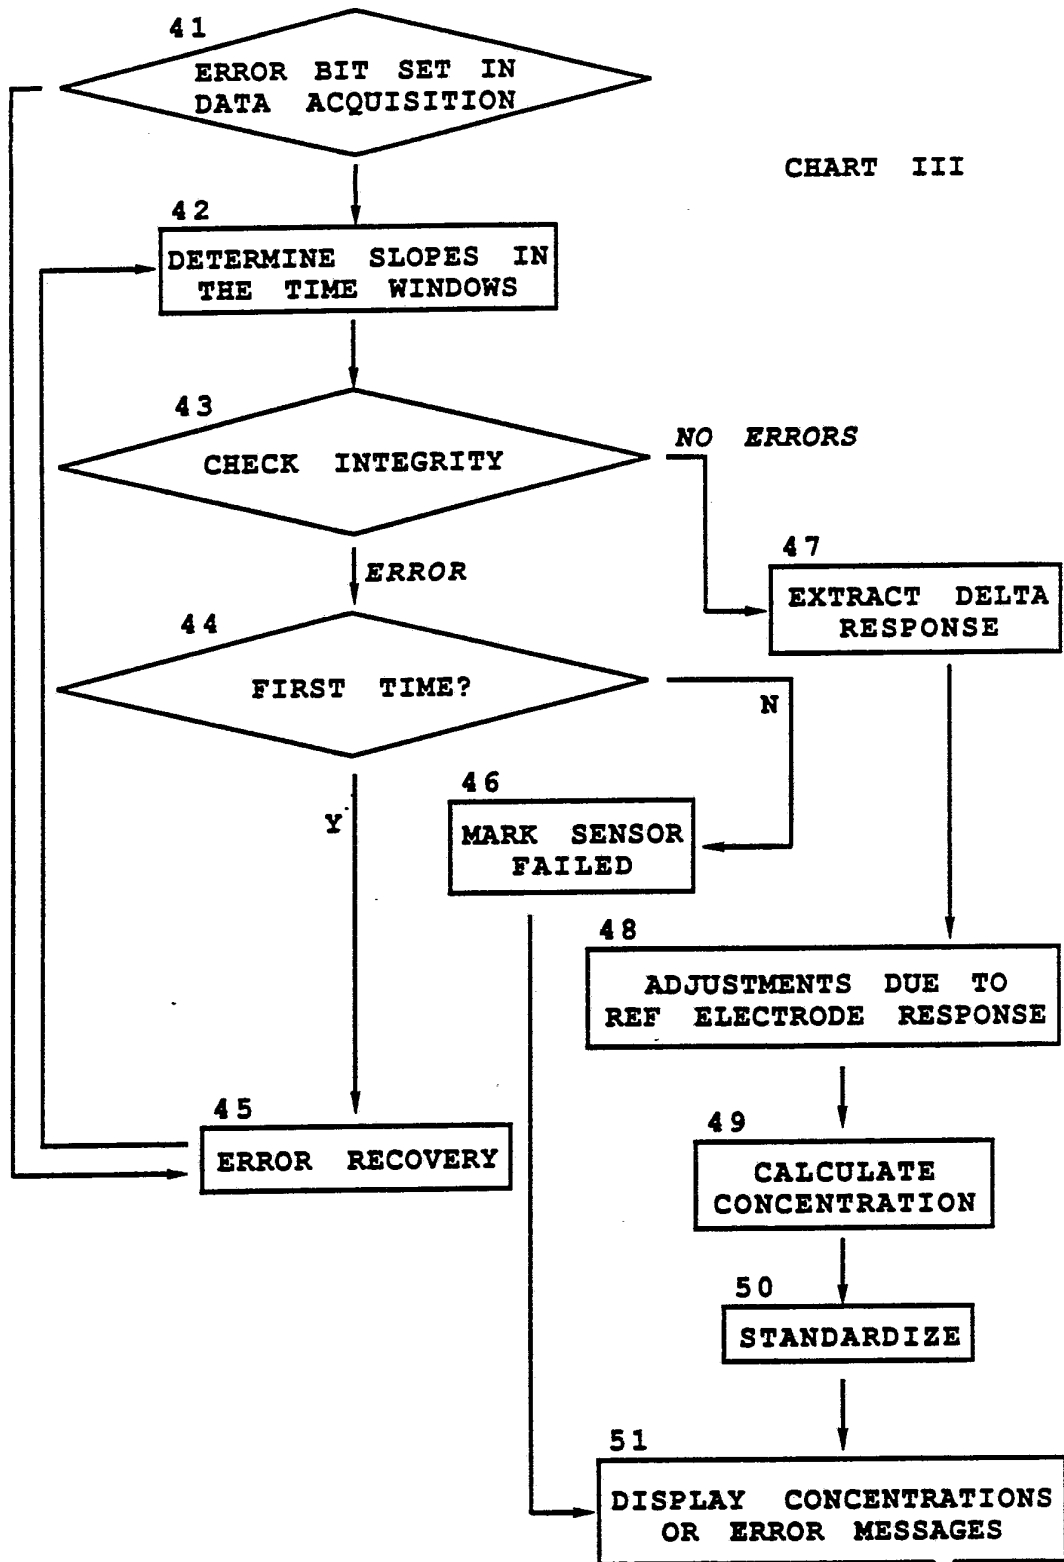 41
ERROR BIT SET IN
DATA ACQUISITION
CHART III
42
DETERMINE SLOPES IN
THE TIME WINDOWS
43
CHECK INTEGRITY
NO ERRORS
ERROR
47
EXTRACT DELTA
RESPONSE
44
FIRST TIME?
N
Y
46
MARK SENSOR
FAILED
48
ADJUSTMENTS DUE TO
REF ELECTRODE RESPONSE
45
ERROR RECOVERY
49
CALCULATE
CONCENTRATION
50
STANDARDIZE
51
DISPLAY CONCENTRATIONS
OR ERROR MESSAGES